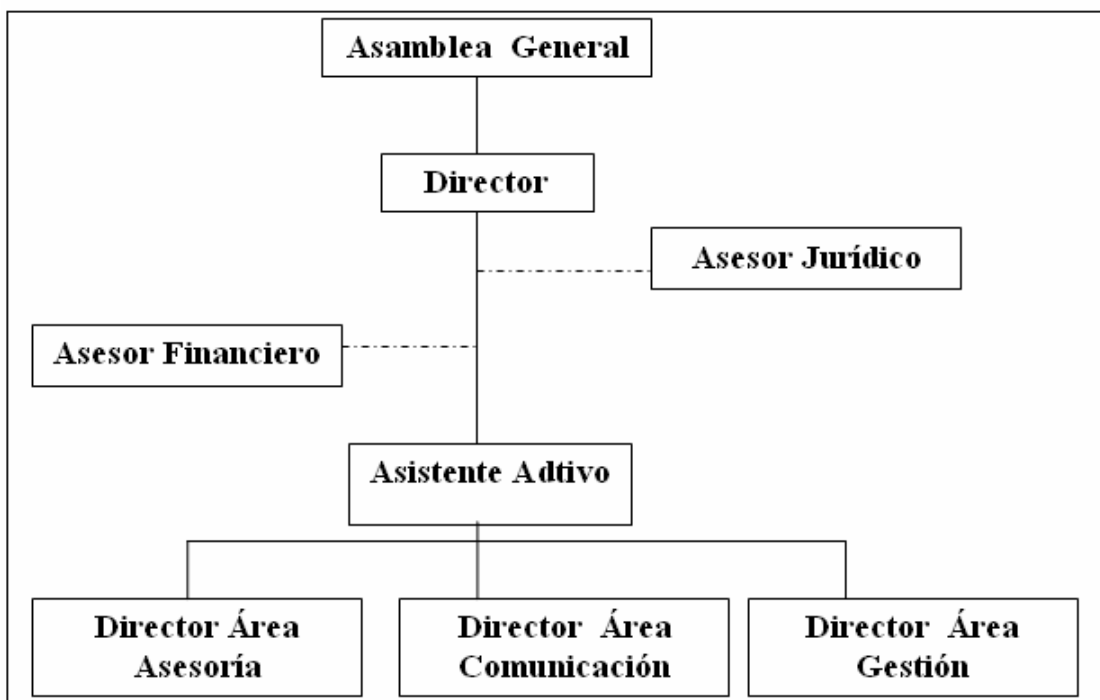 Asamblea General
Director
Asesor Jurídico
Asesor Financiero
Asistente Adtivo
Director Área
Asesoría
Director Área
Comunicación
Director Área
Gestión